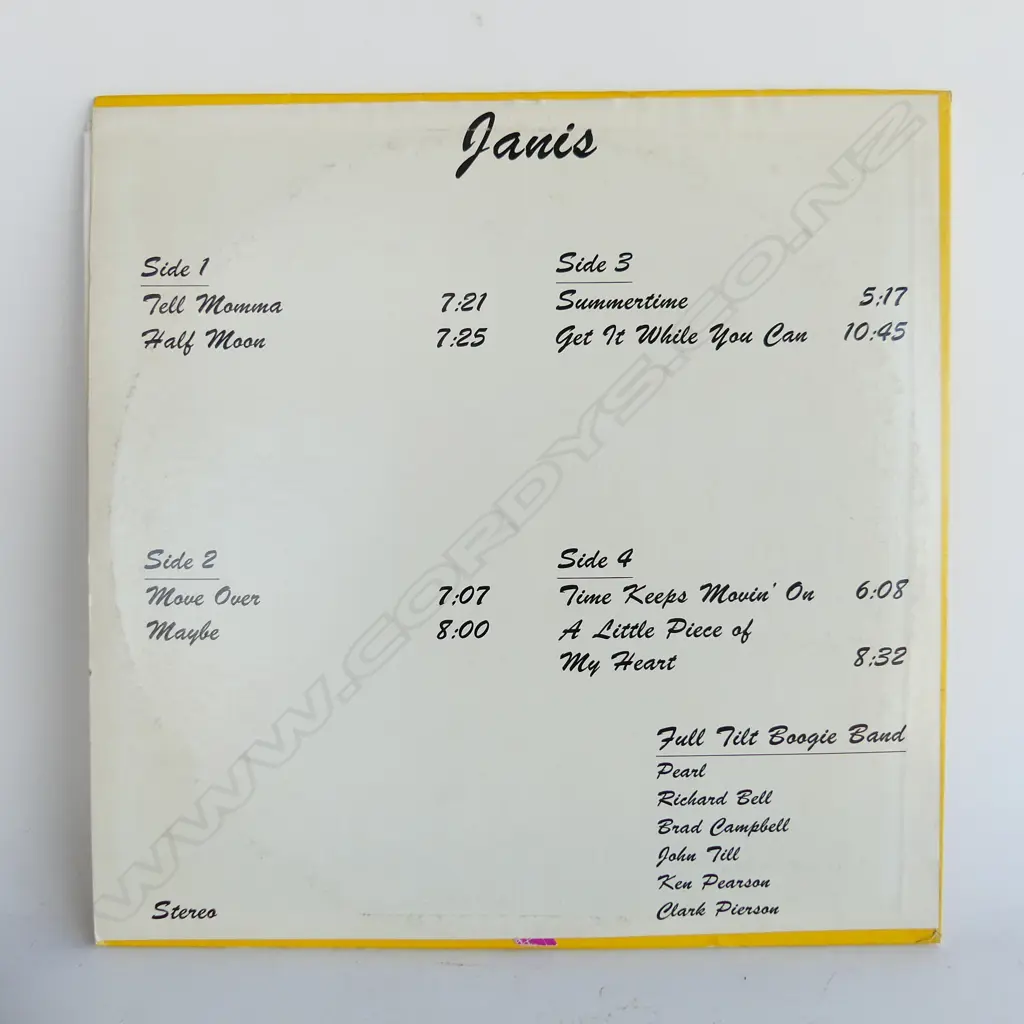 Janis
Side 1
Tell Momma 7:21
Half Moon 7:25
Side 2
Move Over 7:07
Maybe 8:00
Side 3
Summertime 5:17
Get It While You Can 10:45
Side 4
Time Keeps Movin' On 6:08
A Little Piece of
My Heart 8:32
Full Tilt Boogie Band
Pearl
Richard Bell
Brad Campbell
John Till
Ken Pearson
Clark Pierson
Stereo
WWW.CORDYS.CO.NZ